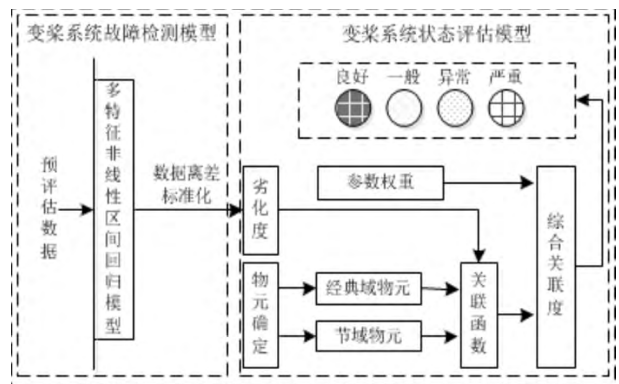 变桨系统故障检测模型
变桨系统状态评估模型
良好 一般 异常 严重
预评估数据
多特征非线性区间回归模型
数据离差
标准化
劣化度
参数权重
物元确定
经典域物元
节域物元
关联函数
综合关联度